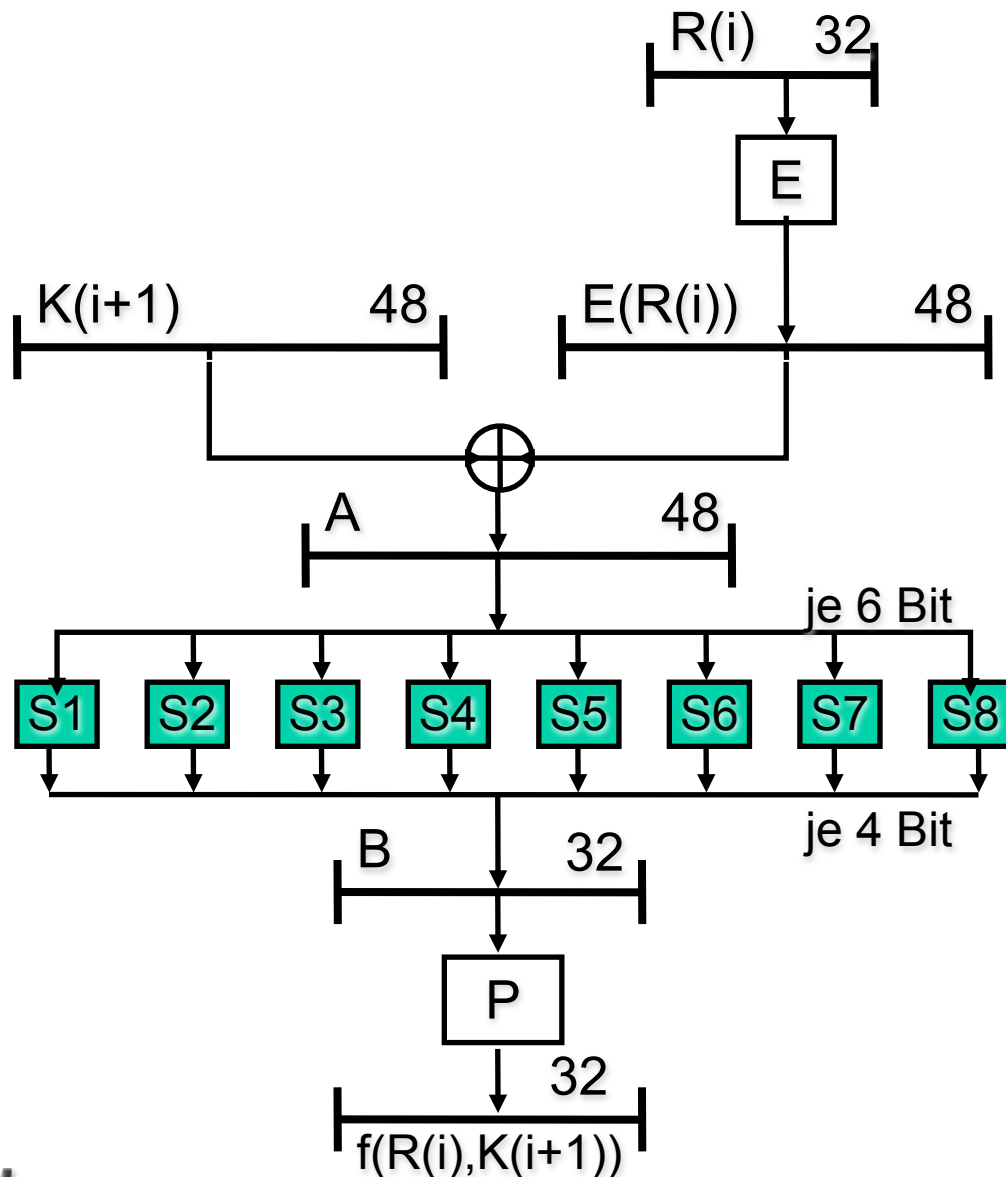 R(i) 32
E
K(i+1) 48
E(R(i)) 48
A 48
je 6 Bit
S1 S2 S3 S4 S5 S6 S7 S8
je 4 Bit
B 32
P
32
f(R(i),K(i+1))